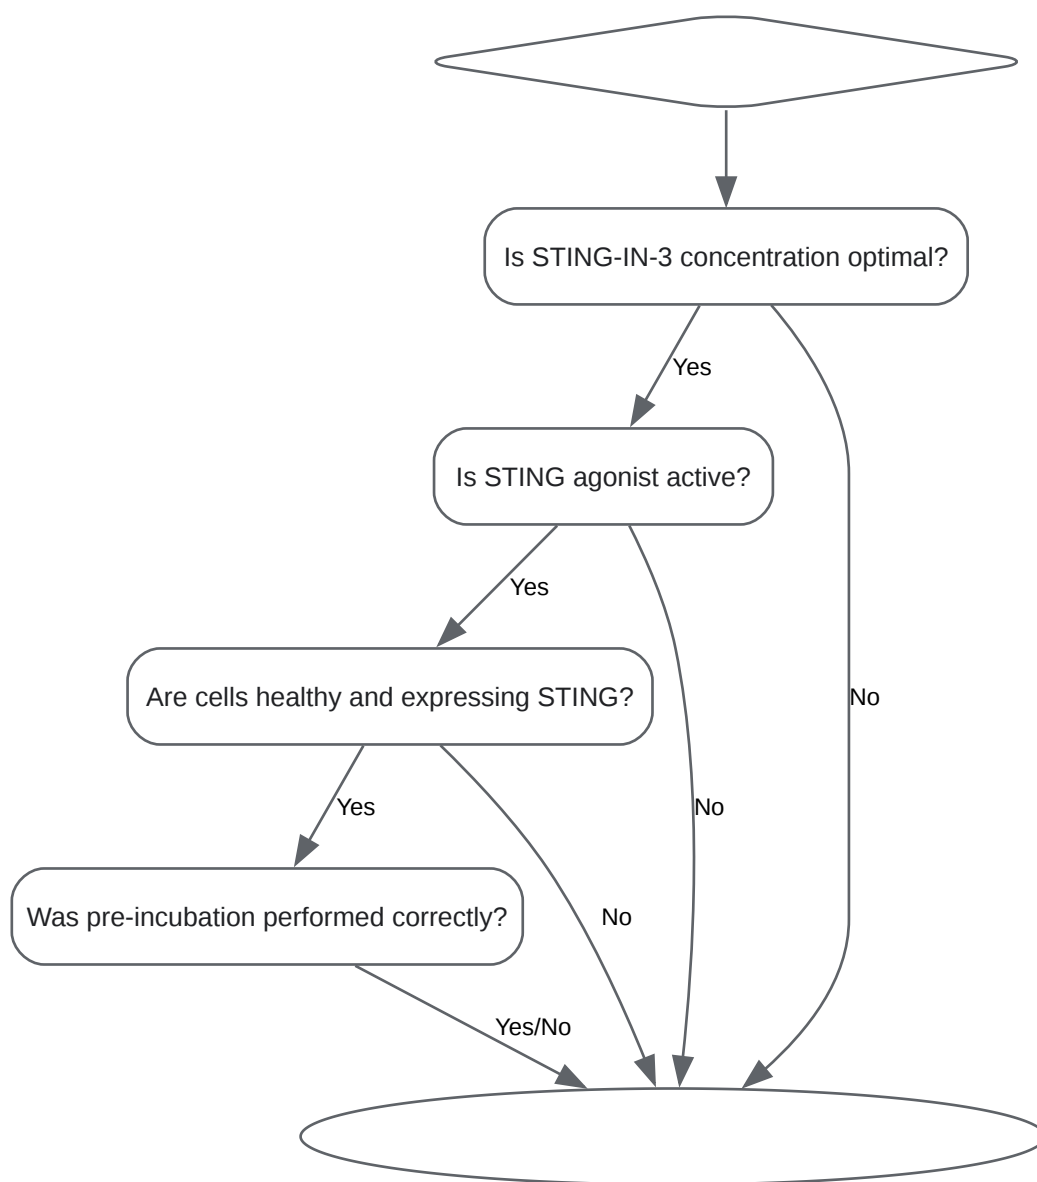 Is STING-IN-3 concentration optimal?
Yes
Is STING agonist active?
Yes
No
Are cells healthy and expressing STING?
Yes
No
No
Was pre-incubation performed correctly?
Yes/No